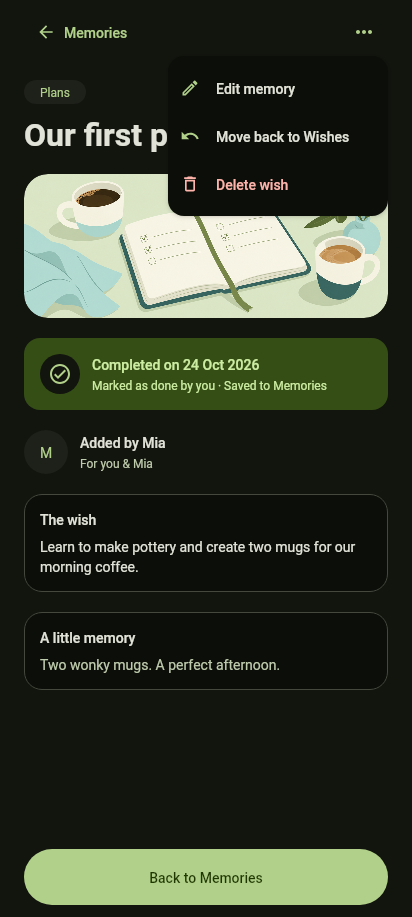 Memories
Edit memory
Plans
Our first p
Move back to Wishes
Delete wish
Completed on 24 Oct 2026
Marked as done by you · Saved to Memories
M
Added by Mia
For you & Mia
The wish
Learn to make pottery and create two mugs for our
morning coffee.
A little memory
Two wonky mugs. A perfect afternoon.
Back to Memories